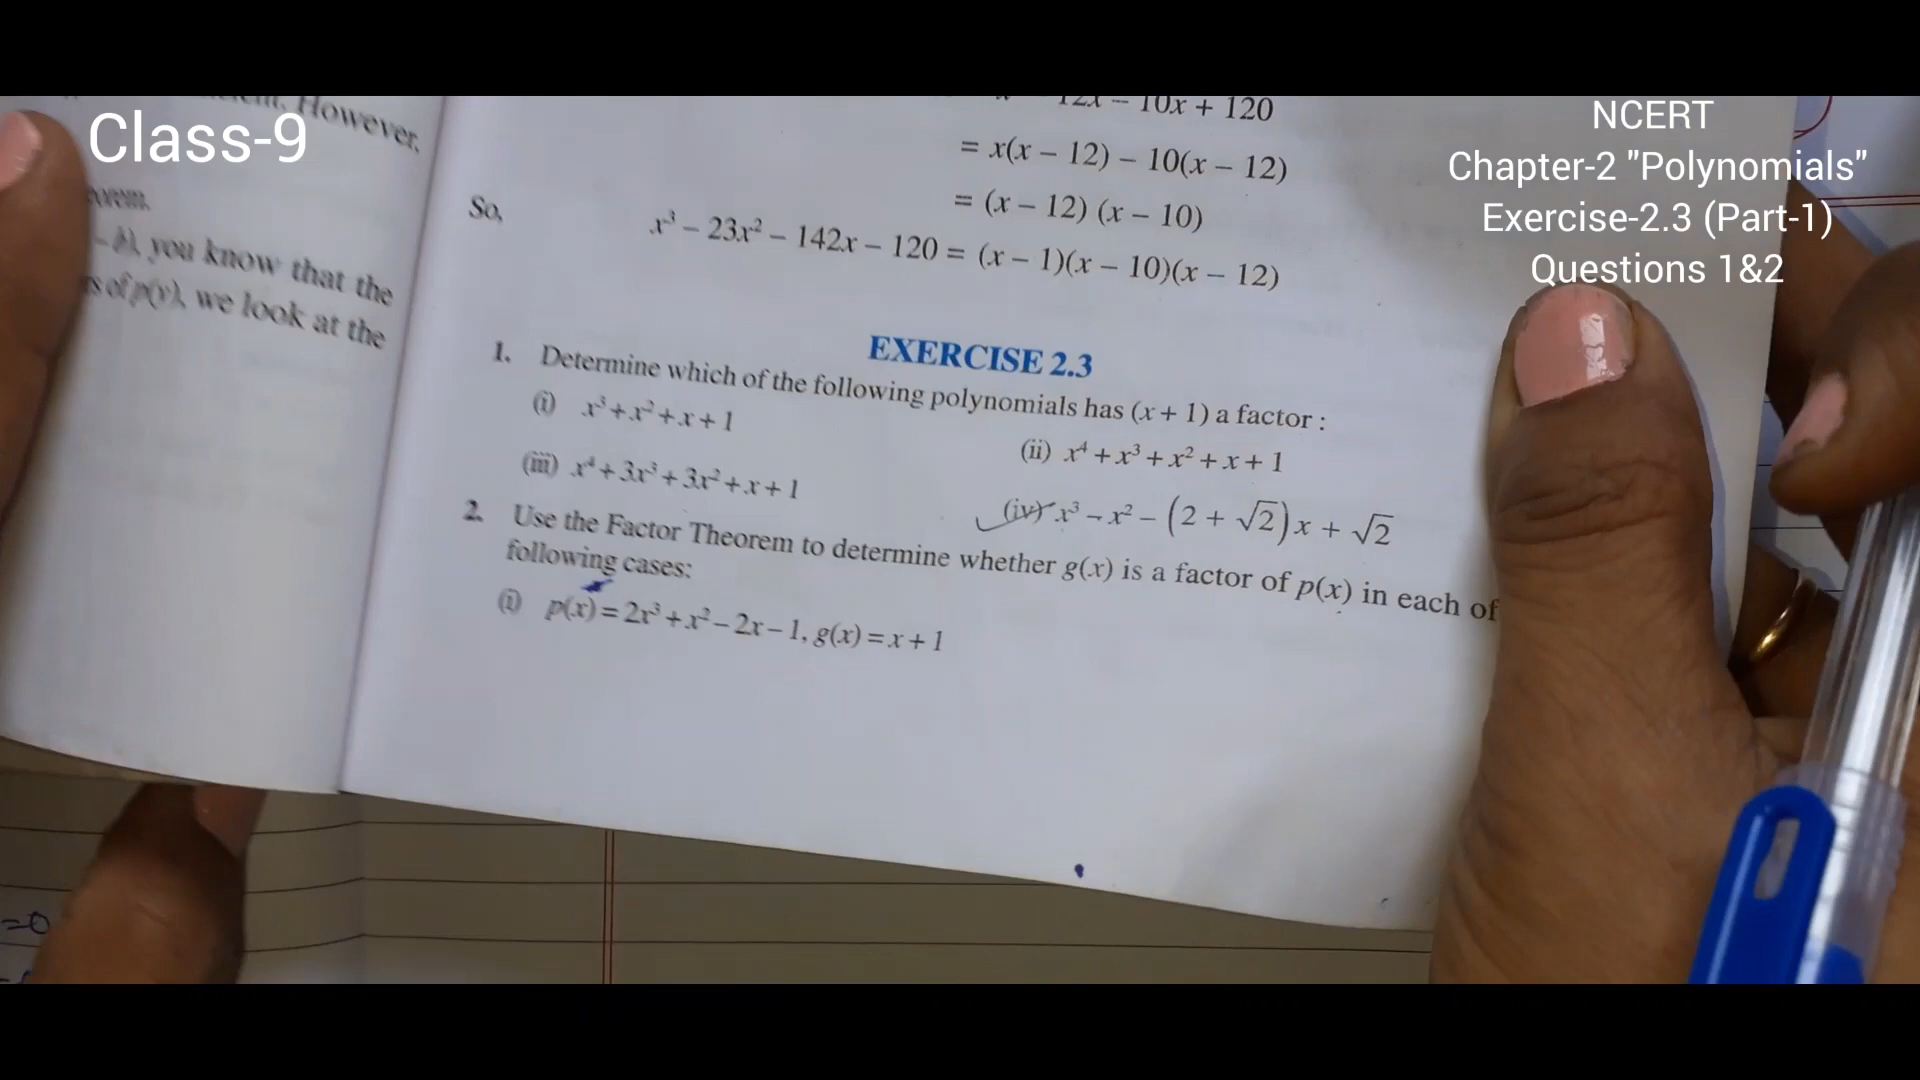 Class-9
NCERT
Chapter-2 "Polynomials"
Exercise-2.3 (Part-1)
Questions 1&2
However,
you know that the
we look at the
12x – 10x + 120
= x(x – 12) – 10(x – 12)
= (x – 12) (x – 10)
So,
x³ – 23x² – 142x – 120 = (x – 1)(x – 10)(x – 12)
EXERCISE 2.3
1. Determine which of the following polynomials has (x + 1) a factor :
(i) x³ + x² + x + 1
(ii) x⁴ + x³ + x² + x + 1
(iii) x⁴ + 3x³ + 3x² + x + 1
(iv) x³ – x² – (2 + √2)x + √2
2. Use the Factor Theorem to determine whether g(x) is a factor of p(x) in each of
following cases:
(i) p(x) = 2x³ + x² – 2x – 1, g(x) = x + 1
=0